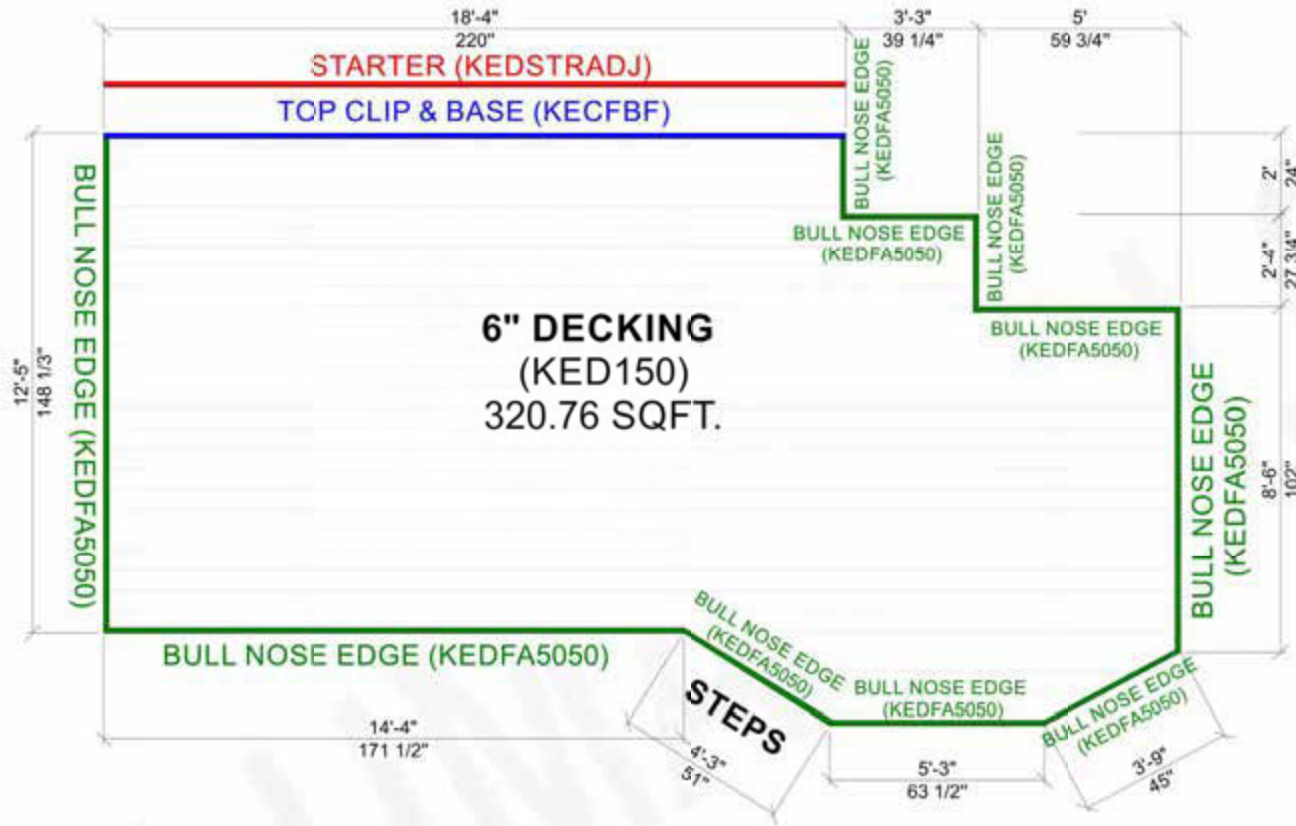 18'-4"
220"
3'-3"
39 1/4"
5'
59 3/4"
STARTER (KEDSTRADJ)
TOP CLIP & BASE (KECFBF)
BULL NOSE EDGE
(KEDFA5050)
BULL NOSE EDGE
(KEDFA5050)
2'
24"
BULL NOSE EDGE
(KEDFA5050)
2'-4"
27 3/4"
BULL NOSE EDGE
(KEDFA5050)
BULL NOSE EDGE (KEDFA5050)
12'-5"
148 1/3"
6" DECKING
(KED150)
320.76 SQFT.
BULL NOSE EDGE
(KEDFA5050)
8'-6"
102"
BULL NOSE EDGE (KEDFA5050)
BULL NOSE EDGE
(KEDFA5050)
BULL NOSE EDGE
(KEDFA5050)
BULL NOSE EDGE
(KEDFA5050)
STEPS
14'-4"
171 1/2"
4'-3"
51"
5'-3"
63 1/2"
3'-9"
45"